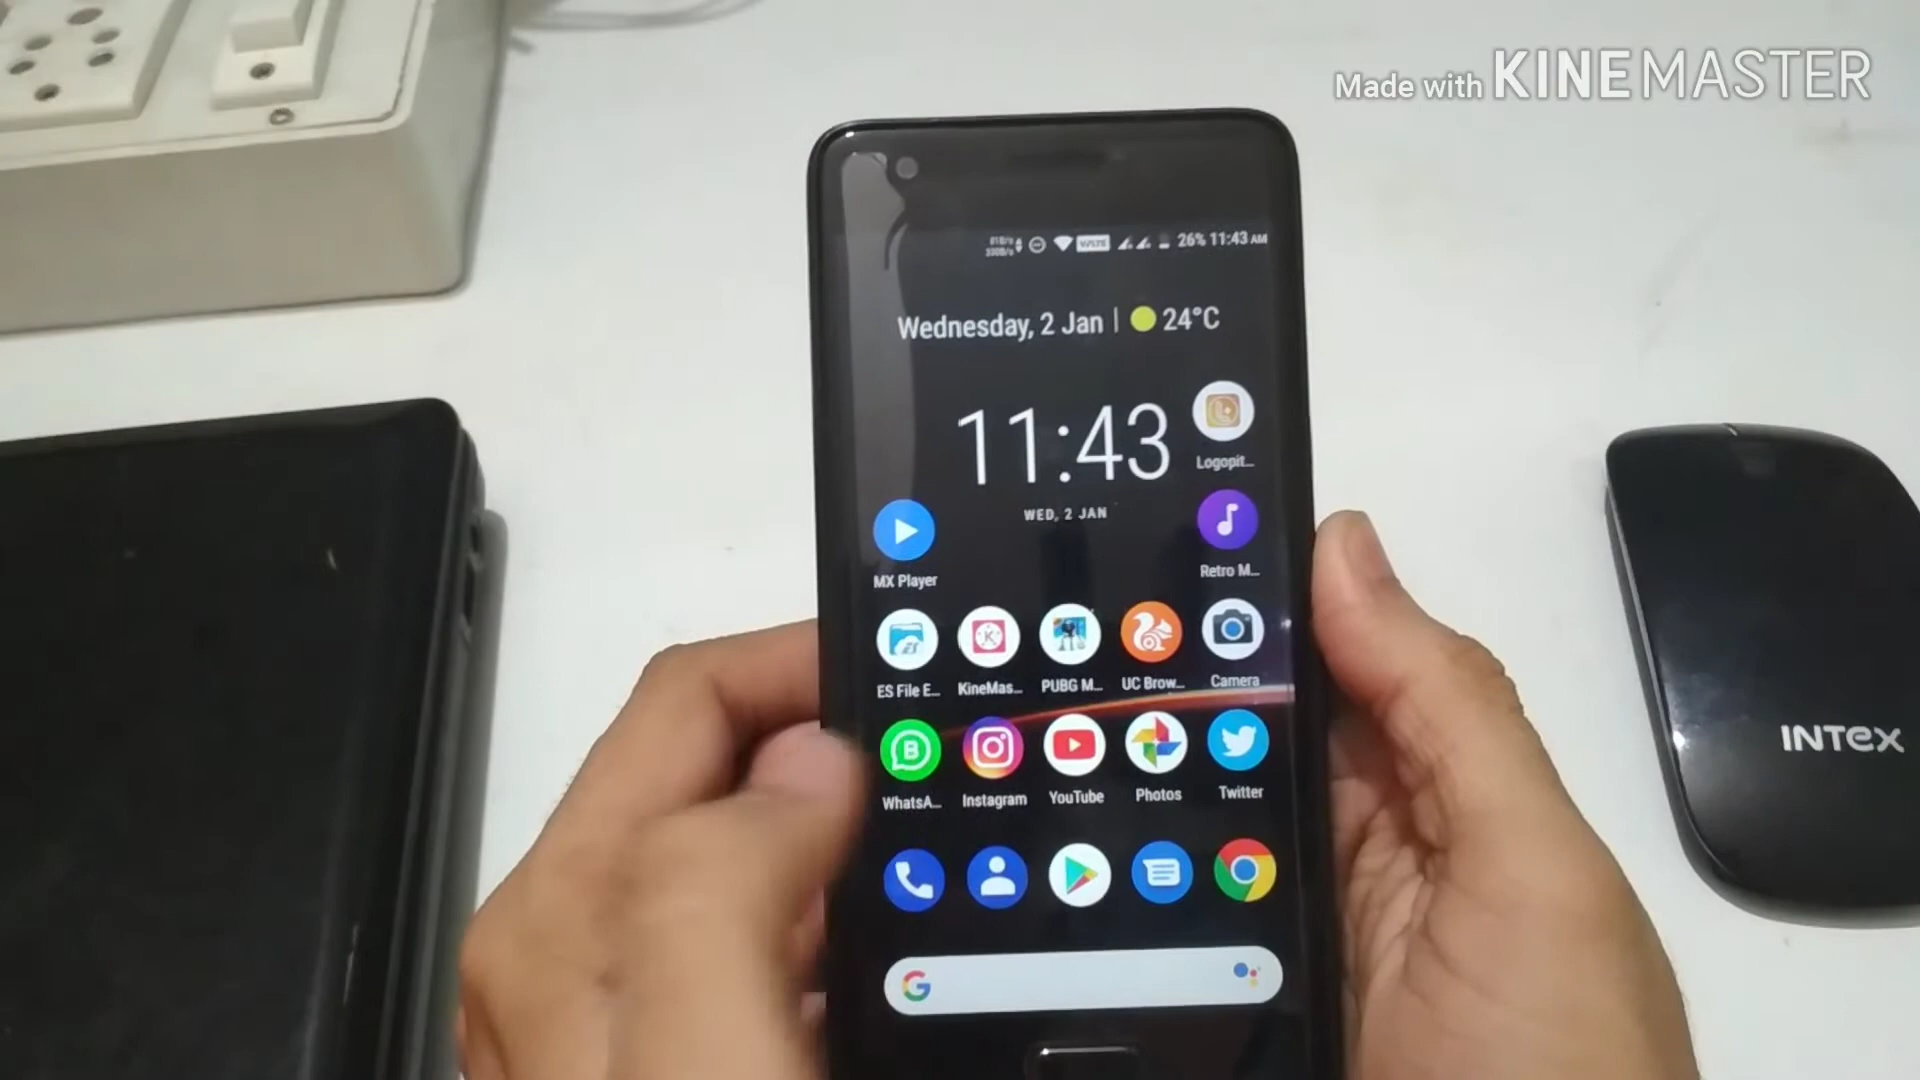 Made with KINEMASTER
VoLTE 26% 11:43 AM
Wednesday, 2 Jan | 24°C
11:43
WED, 2 JAN
Logopit...
MX Player
Retro M...
ES File E...
KineMas...
PUBG M...
UC Brow...
Camera
WhatsA...
Instagram
YouTube
Photos
Twitter
INTEX